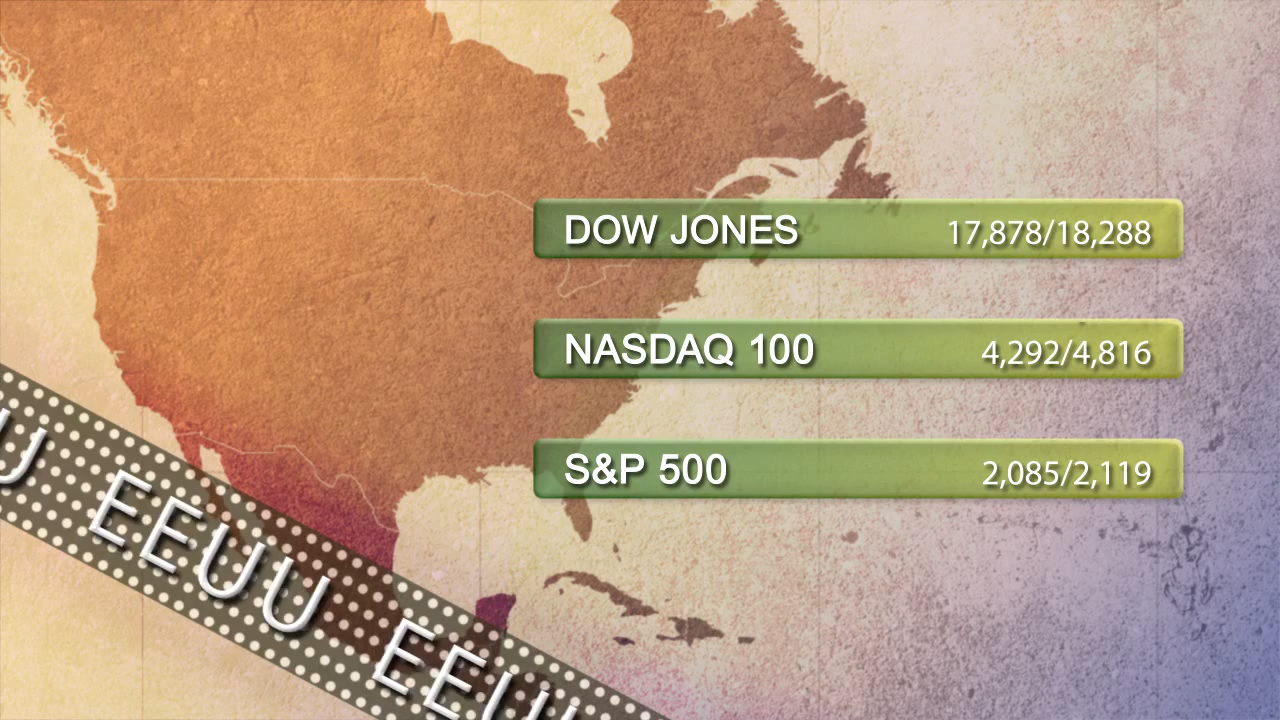 DOW JONES 17,878/18,288
NASDAQ 100 4,292/4,816
S&P 500 2,085/2,119
U EEUU EEUU